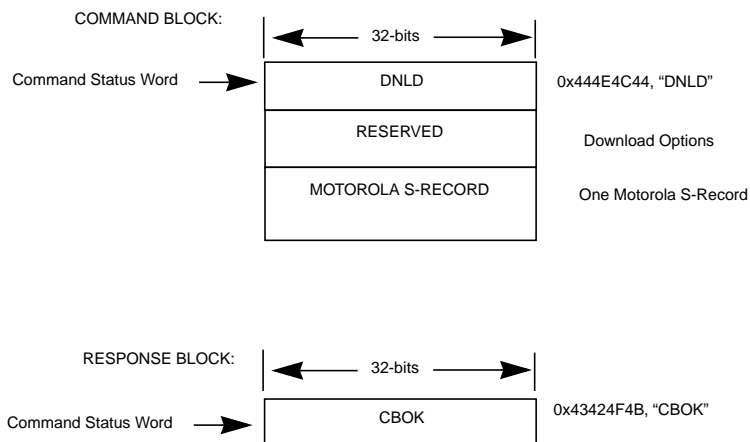 COMMAND BLOCK:
32-bits
Command Status Word
DNLD
0x444E4C44, “DNLD”
RESERVED
Download Options
MOTOROLA S-RECORD
One Motorola S-Record
RESPONSE BLOCK:
32-bits
Command Status Word
CBOK
0x43424F4B, “CBOK”